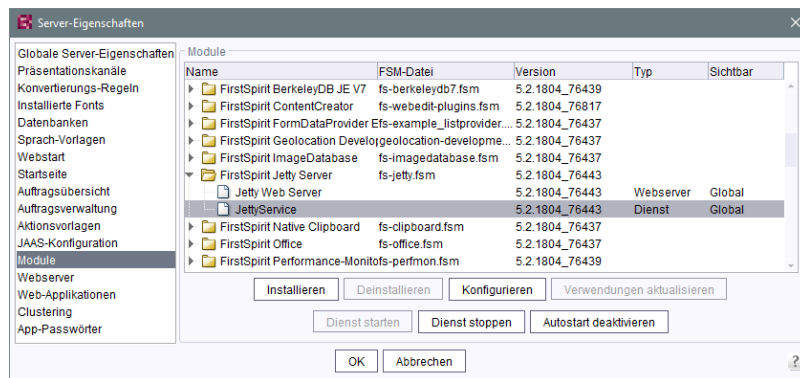 Server-Eigenschaften
Globale Server-Eigenschaften
Präsentationskanäle
Konvertierungs-Regeln
Installierte Fonts
Datenbanken
Sprach-Vorlagen
Webstart
Startseite
Auftragsübersicht
Auftragsverwaltung
Aktionsvorlagen
JAAS-Konfiguration
Module
Webserver
Web-Applikationen
Clustering
App-Passwörter
Module
Name FSM-Datei Version Typ Sichtbar
FirstSpirit BerkeleyDB JE V7 fs-berkeleydb7.fsm 5.2.1804_76439
FirstSpirit ContentCreator fs-webedit-plugins.fsm 5.2.1804_76817
FirstSpirit FormDataProvider E fs-example_listprovider.... 5.2.1804_76437
FirstSpirit Geolocation Develop geolocation-developme... 5.2.1804_76437
FirstSpirit ImageDatabase fs-imagedatabase.fsm 5.2.1804_76437
FirstSpirit Jetty Server fs-jetty.fsm 5.2.1804_76443
Jetty Web Server 5.2.1804_76443 Webserver Global
JettyService 5.2.1804_76443 Dienst Global
FirstSpirit Native Clipboard fs-clipboard.fsm 5.2.1804_76437
FirstSpirit Office fs-office.fsm 5.2.1804_76437
FirstSpirit Performance-Monito fs-perfmon.fsm 5.2.1804_76439
Installieren Deinstallieren Konfigurieren Verwendungen aktualisieren
Dienst starten Dienst stoppen Autostart deaktivieren
OK Abbrechen
?